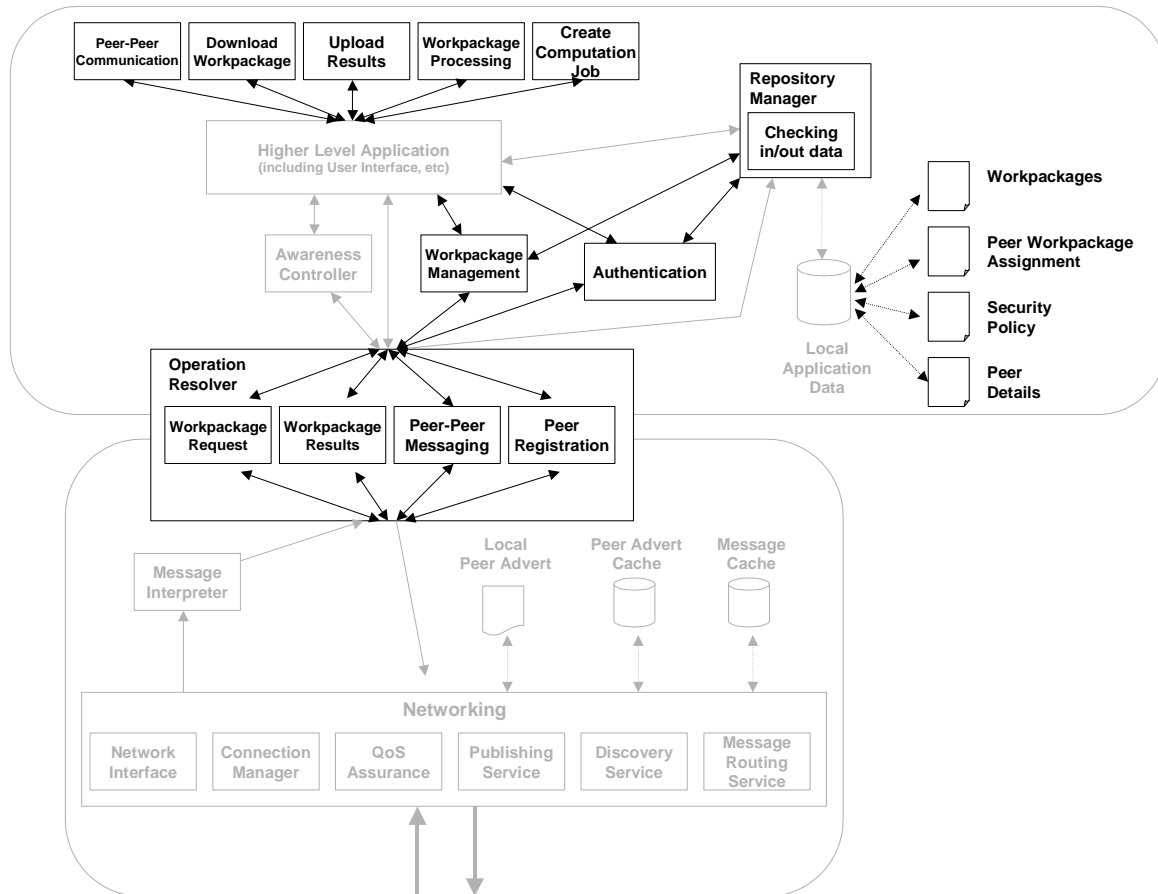 Peer-Peer
Communication
Download
Workpackage
Upload
Results
Workpackage
Processing
Create
Computation
Job
Repository
Manager
Checking
in/out data
Higher Level Application
(including User Interface, etc)
Workpackages
Peer Workpackage
Assignment
Security
Policy
Peer
Details
Awareness
Controller
Workpackage
Management
Authentication
Local
Application
Data
Operation
Resolver
Workpackage
Request
Workpackage
Results
Peer-Peer
Messaging
Peer
Registration
Message
Interpreter
Local
Peer Advert
Peer Advert
Cache
Message
Cache
Networking
Network
Interface
Connection
Manager
QoS
Assurance
Publishing
Service
Discovery
Service
Message
Routing
Service